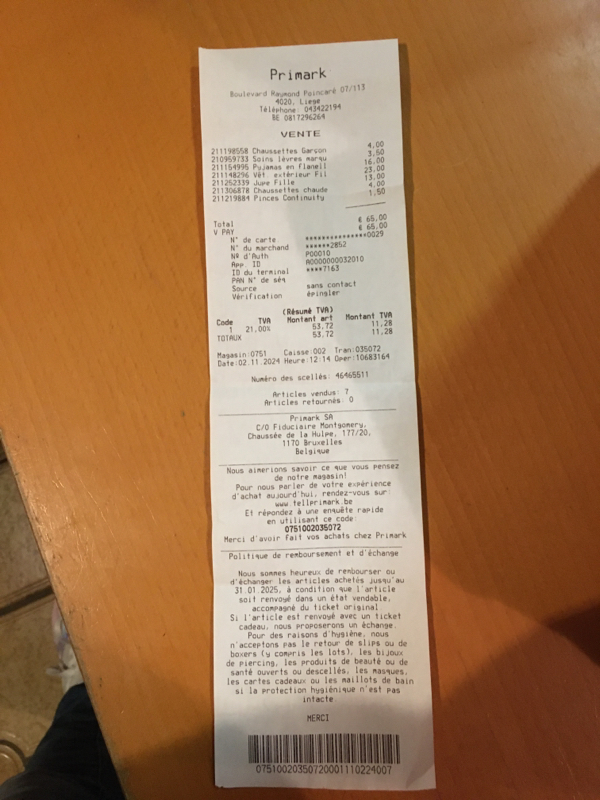 Primark
Boulevard Raymond Poincaré 07/113
4020, Liege
Téléphone: 043422194
BE 0817296264
VENTE
211198558 Chaussettes Garson 4,00
210969733 Soins lèvres marqu 3,50
211164995 Pyjamas en flanell 16,00
211148296 Vêt. extérieur Fil 23,00
211252339 Jupe Fille 13,00
211306878 Chaussettes chaude 4,00
211219884 Pinces Continuity 1,50
Total € 65,00
V PAY € 65,00
N° de carte ***************0029
N° du marchand ******2852
Nº d'Auth P00010
App. ID A0000000032010
ID du terminal ****7163
PAN N° de séq
Source sans contact
Vérification épingler
(Résumé TVA)
Code TVA Montant art Montant TVA
1 21,00% 53,72 11,28
TOTAUX 53,72 11,28
Magasin:0751 Caisse:002 Tran:035072
Date:02.11.2024 Heure:12:14 Oper:10683164
Numéro des scellés: 46465511
Articles vendus: 7
Articles retournés: 0
Primark SA
C/O Fiduciaire Montgomery,
Chaussée de la Hulpe, 177/20,
1170 Bruxelles
Belgique
Nous aimerions savoir ce que vous pensez
de notre magasin!
Pour nous parler de votre expérience
d'achat aujourd'hui, rendez-vous sur:
www.tellprimark.be
Et répondez à une enquête rapide
en utilisant ce code:
0751002035072
Merci d'avoir fait vos achats chez Primark
Politique de remboursement et d'échange
Nous sommes heureux de rembourser ou
d'échanger les articles achetés jusqu'au
31.01.2025, à condition que l'article
soit renvoyé dans un état vendable,
accompagné du ticket original.
Si l'article est renvoyé avec un ticket
cadeau, nous proposerons un échange.
Pour des raisons d'hygiène, nous
n'acceptons pas le retour de slips ou de
boxers (y compris les lots), les bijoux
de piercing, les produits de beauté ou de
santé ouverts ou descellés, les masques,
les cartes cadeaux ou les maillots de bain
si la protection hygiénique n'est pas
intacte.
MERCI
07510020350720001110224007